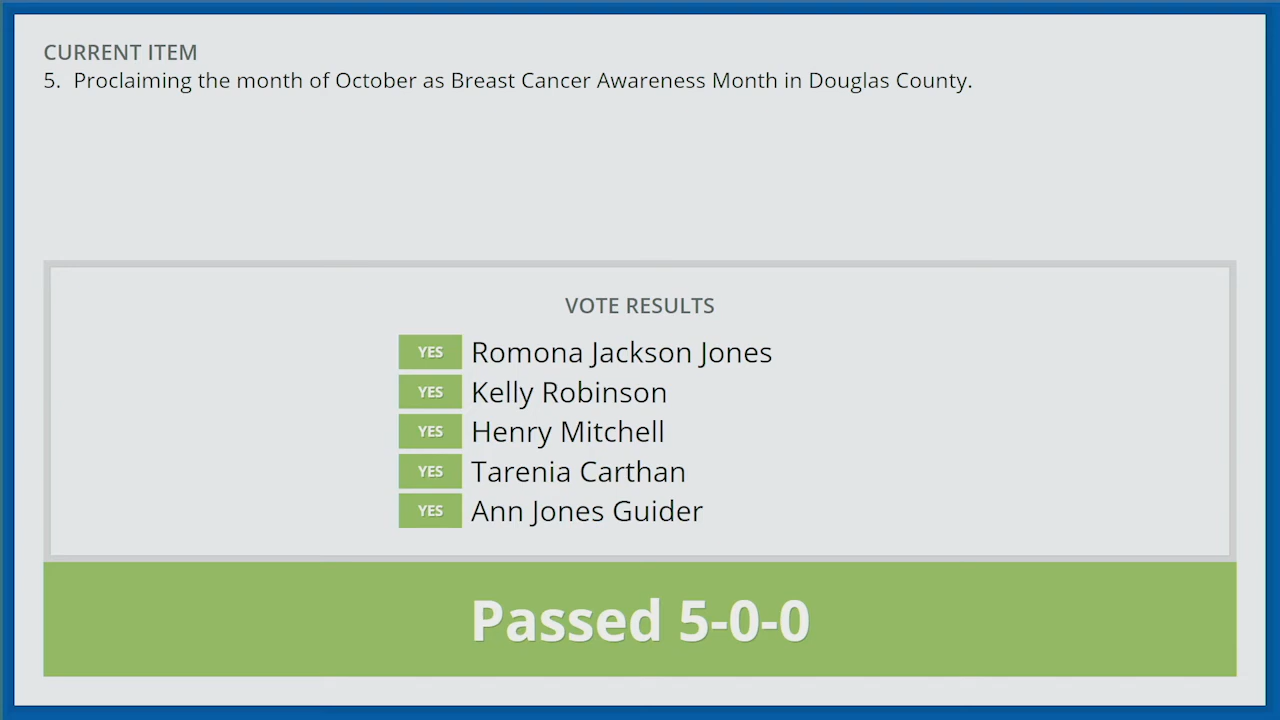 CURRENT ITEM
5. Proclaiming the month of October as Breast Cancer Awareness Month in Douglas County.
VOTE RESULTS
YES Romona Jackson Jones
YES Kelly Robinson
YES Henry Mitchell
YES Tarenia Carthan
YES Ann Jones Guider
Passed 5-0-0